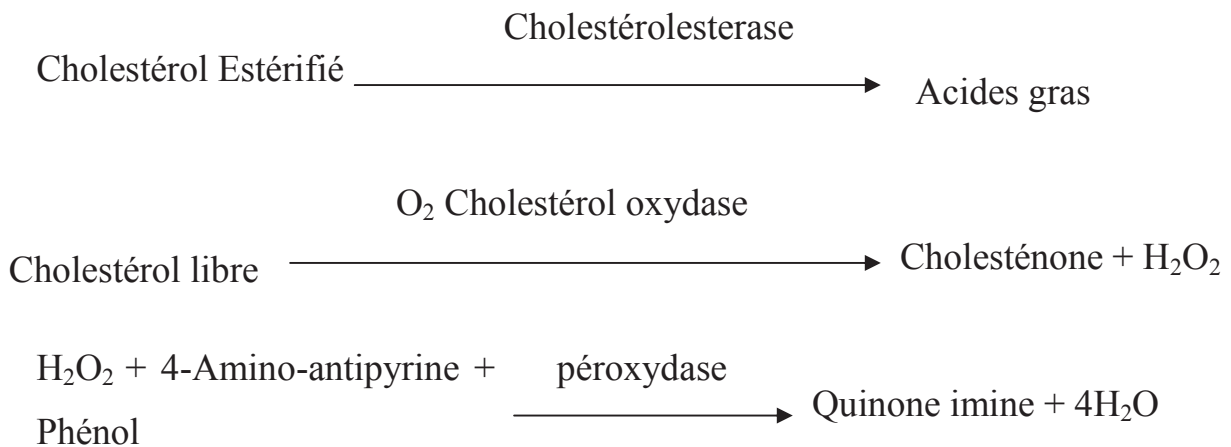 Cholestérolesterase
Cholestérol Estérifié
Acides gras
O₂ Cholestérol oxydase
Cholestérol libre
Cholesténone + H₂O₂
H₂O₂ + 4-Amino-antipyrine +
péroxydase
Phénol
Quinone imine + 4H₂O